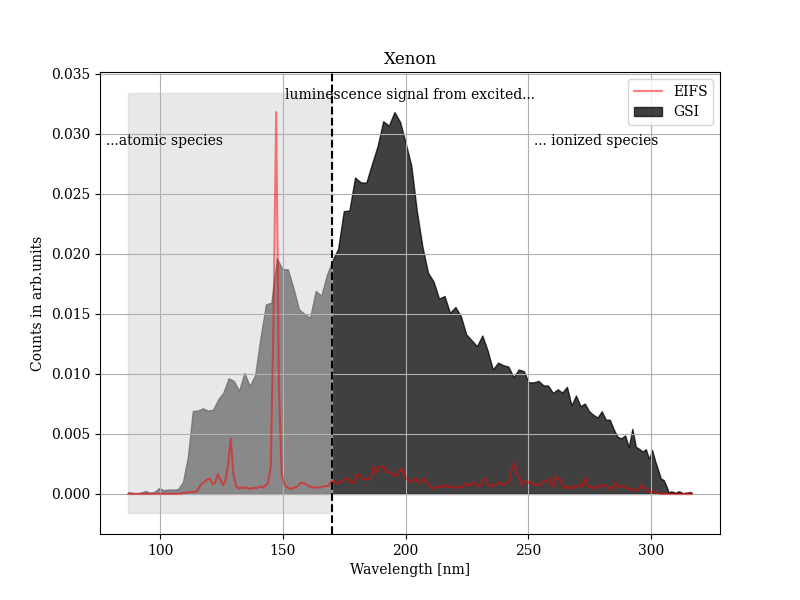 Xenon
luminescence signal from excited...
...atomic species
... ionized species
EIFS
GSI
Counts in arb.units
0.035
0.030
0.025
0.020
0.015
0.010
0.005
0.000
100
150
200
250
300
Wavelength [nm]